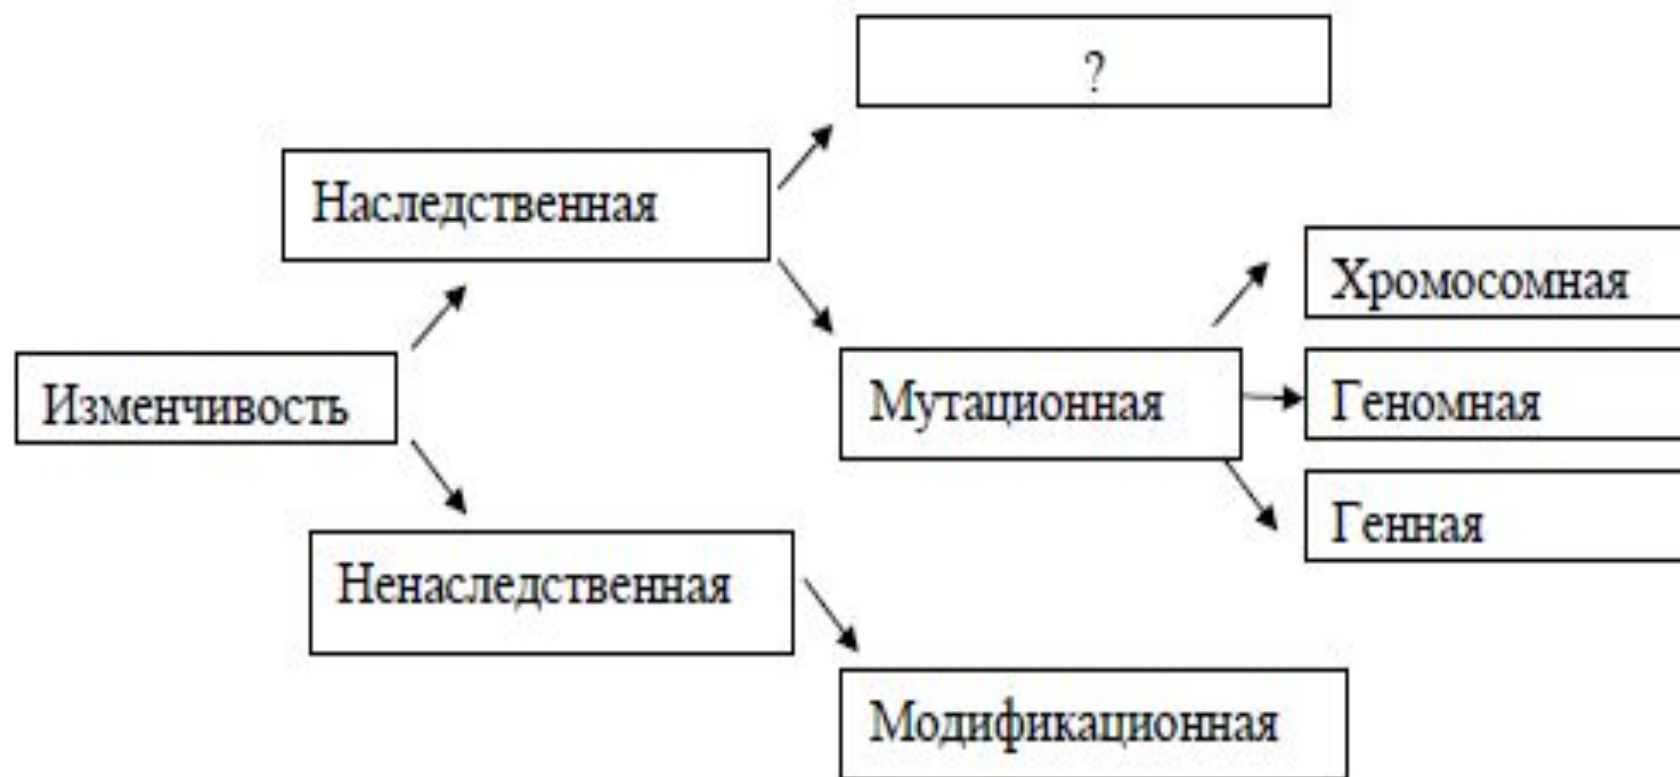 ?
Наследственная
Хромосомная
Изменчивость
Мутационная
Геномная
Генная
Ненаследственная
Модификационная